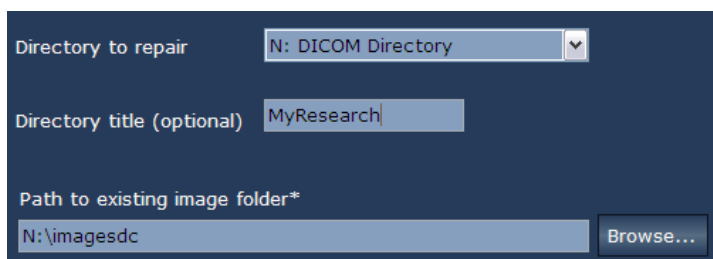 Directory to repair N: DICOM Directory
Directory title (optional) MyResearch
Path to existing image folder*
N:\imagesdc Browse...